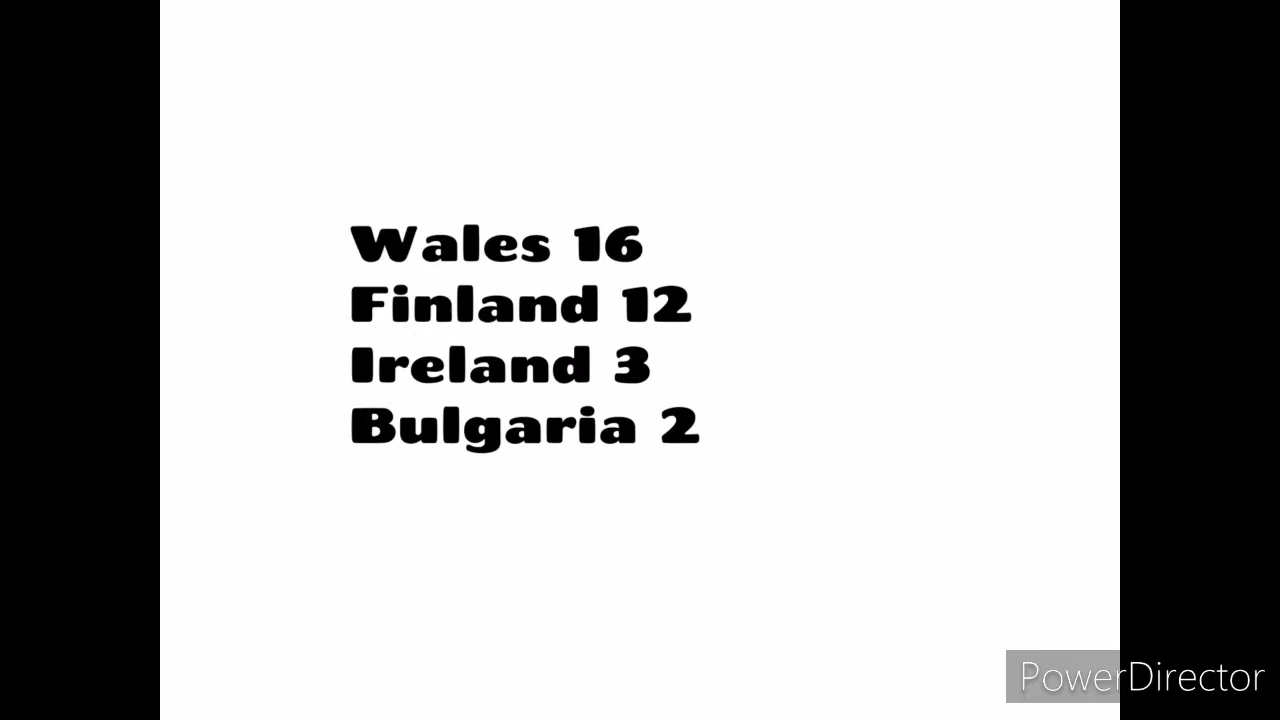 Wales 16
Finland 12
Ireland 3
Bulgaria 2
PowerDirector